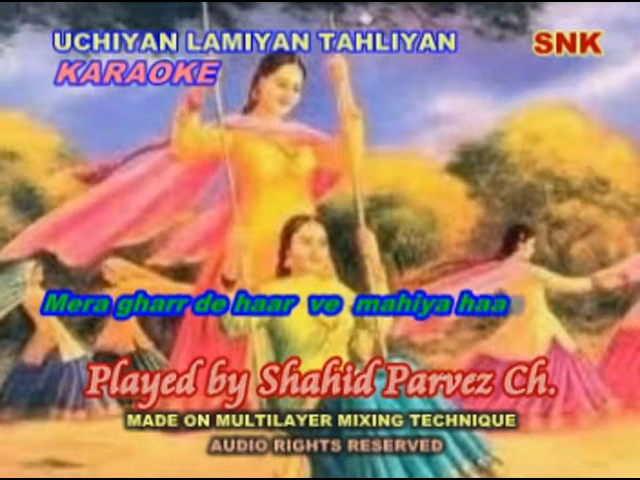 UCHIYAN LAMIYAN TAHLIYAN SNK
KARAOKE
Mera gharr de haar ve mahiya haa
Played by Shahid Parvez Ch.
MADE ON MULTILAYER MIXING TECHNIQUE
AUDIO RIGHTS RESERVED